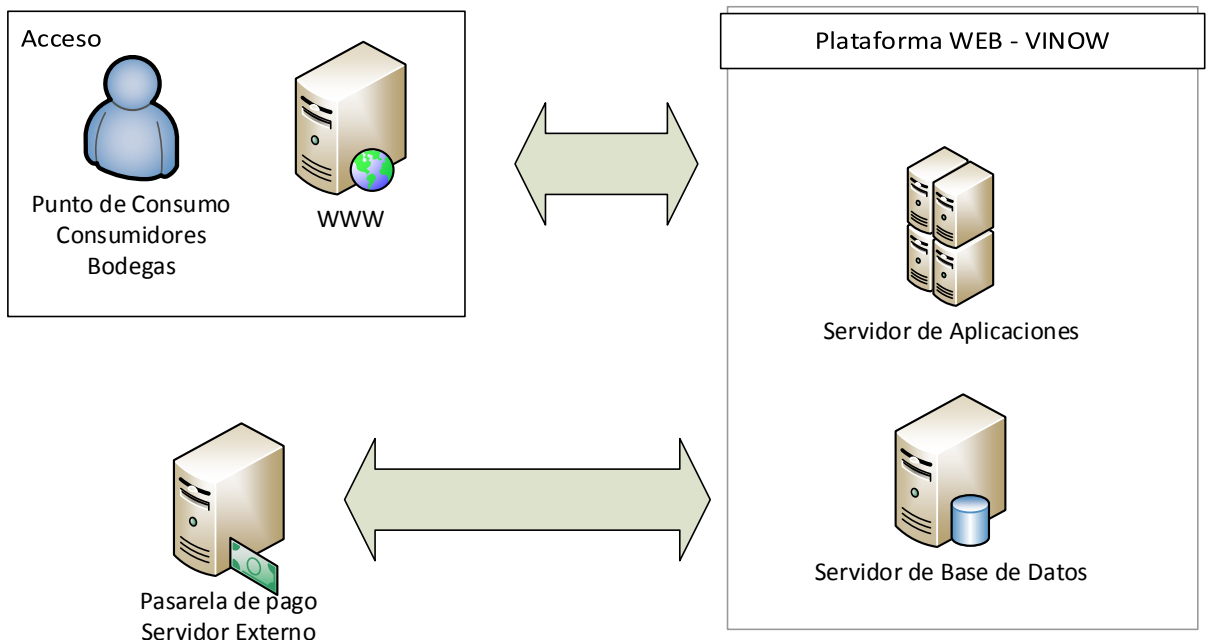 Acceso
Punto de Consumo
Consumidores
Bodegas
WWW
Plataforma WEB - VINOW
Servidor de Aplicaciones
Servidor de Base de Datos
Pasarela de pago
Servidor Externo